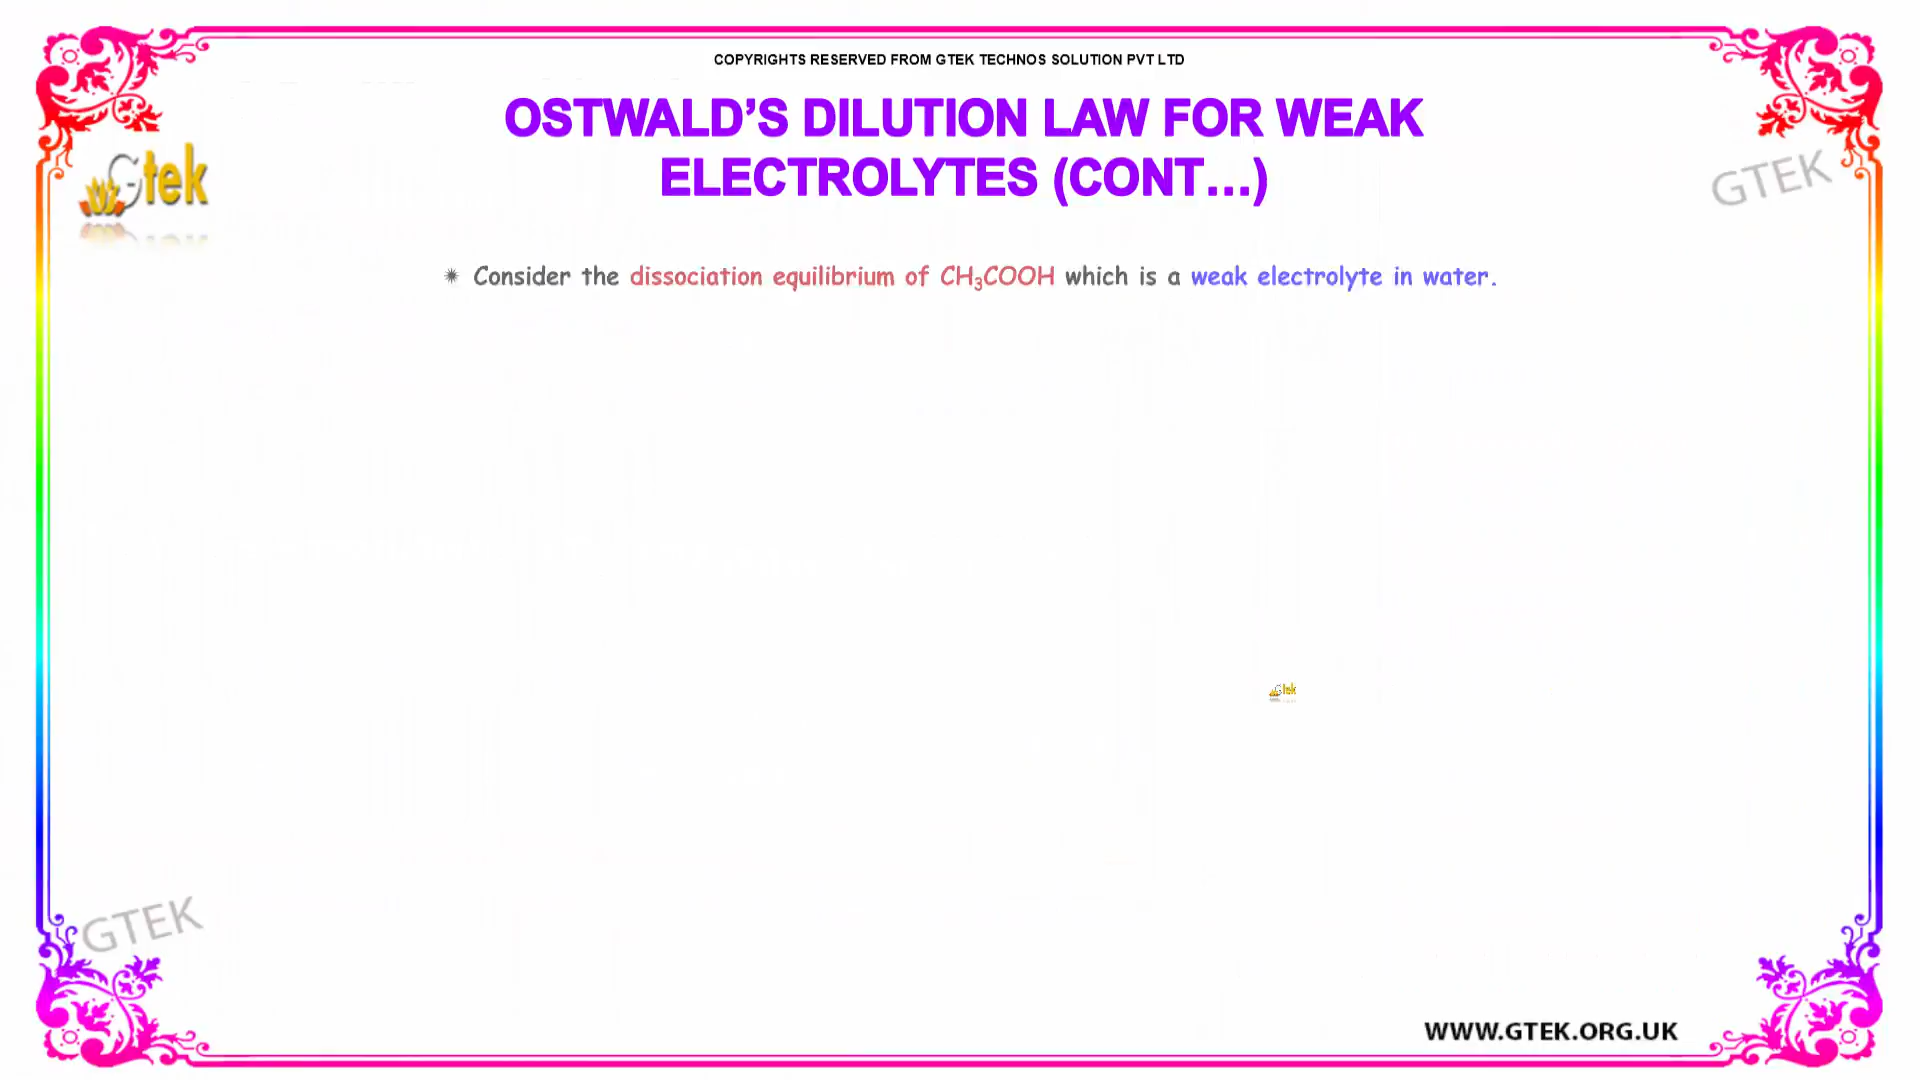 COPYRIGHTS RESERVED FROM GTEK TECHNOS SOLUTION PVT LTD
OSTWALD’S DILUTION LAW FOR WEAK
ELECTROLYTES (CONT…)
Gtek
GTEK
Consider the dissociation equilibrium of CH₃COOH which is a weak electrolyte in water.
Gtek
GTEK
WWW.GTEK.ORG.UK